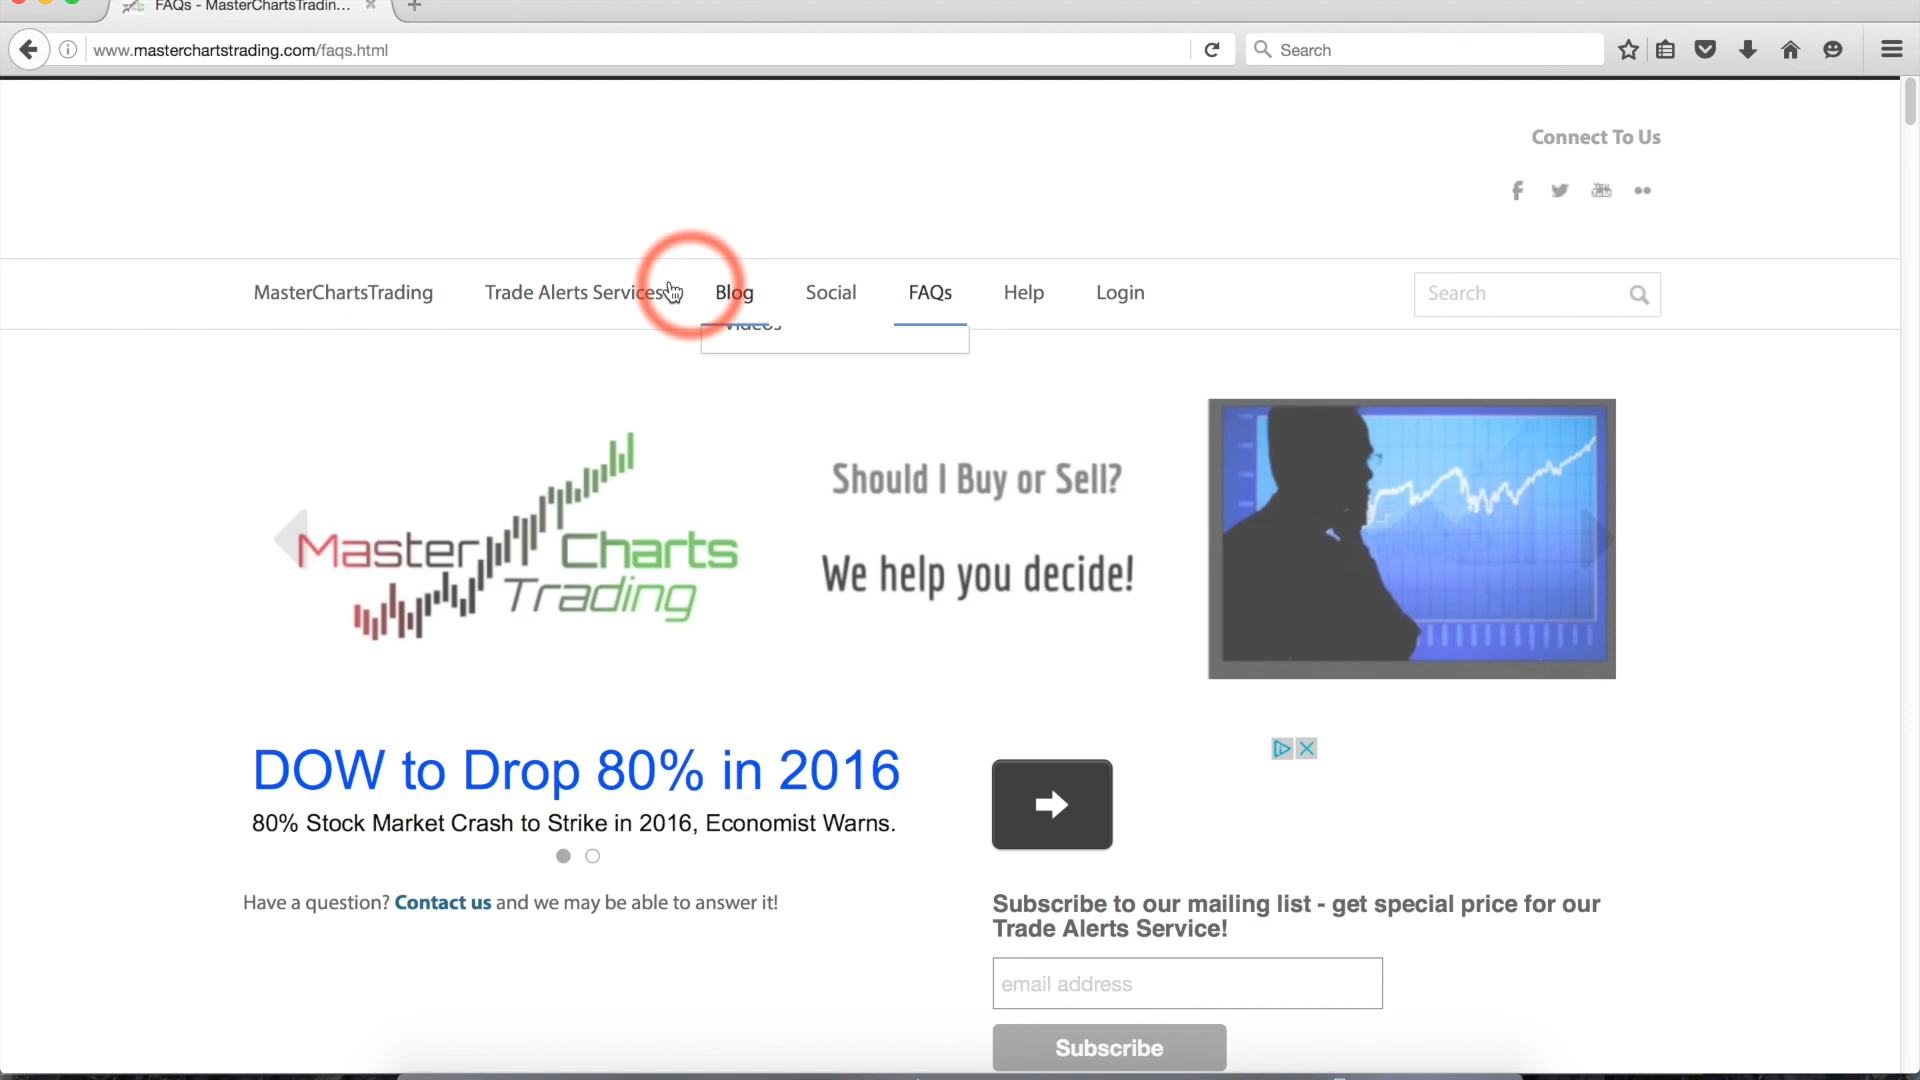 FAQs - MasterChartsTradin...
www.masterchartstrading.com/faqs.html
Search
Connect To Us
MasterChartsTrading
Trade Alerts Services
Blog
Social
FAQs
Help
Login
Search
Videos
Master Charts
Trading
Should I Buy or Sell?
We help you decide!
DOW to Drop 80% in 2016
80% Stock Market Crash to Strike in 2016, Economist Warns.
Have a question? Contact us and we may be able to answer it!
Subscribe to our mailing list - get special price for our
Trade Alerts Service!
email address
Subscribe